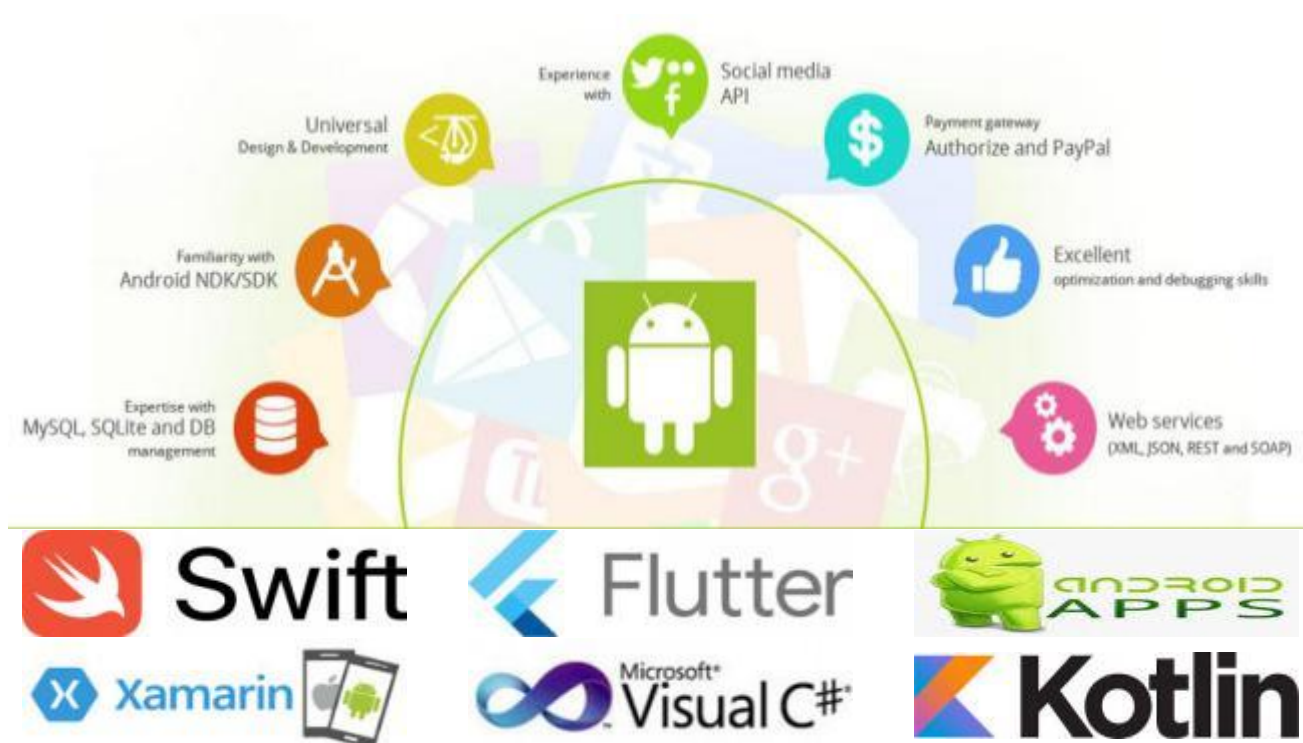 Experience
with
Social media
API
Universal
Design & Development
Payment gateway
Authorize and PayPal
Familiarity with
Android NDK/SDK
Excellent
optimization and debugging skills
Expertise with
MySQL, SQLite and DB
management
Web services
(XML, JSON, REST and SOAP)
g+
Swift
Flutter
ANDROID
APPS
X Xamarin
Microsoft®
Visual C#®
Kotlin